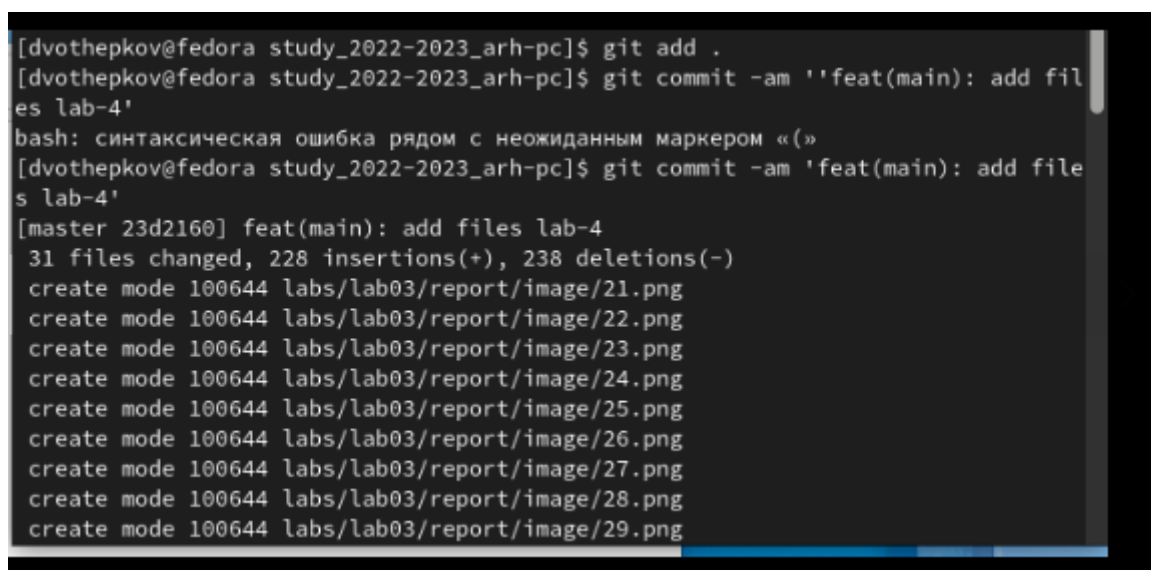 [dvothepkov@fedora study_2022-2023_arh-pc]$ git add .
[dvothepkov@fedora study_2022-2023_arh-pc]$ git commit -am ''feat(main): add fil
es lab-4'
bash: синтаксическая ошибка рядом с неожиданным маркером «(»
[dvothepkov@fedora study_2022-2023_arh-pc]$ git commit -am 'feat(main): add file
s lab-4'
[master 23d2160] feat(main): add files lab-4
 31 files changed, 228 insertions(+), 238 deletions(-)
 create mode 100644 labs/lab03/report/image/21.png
 create mode 100644 labs/lab03/report/image/22.png
 create mode 100644 labs/lab03/report/image/23.png
 create mode 100644 labs/lab03/report/image/24.png
 create mode 100644 labs/lab03/report/image/25.png
 create mode 100644 labs/lab03/report/image/26.png
 create mode 100644 labs/lab03/report/image/27.png
 create mode 100644 labs/lab03/report/image/28.png
 create mode 100644 labs/lab03/report/image/29.png